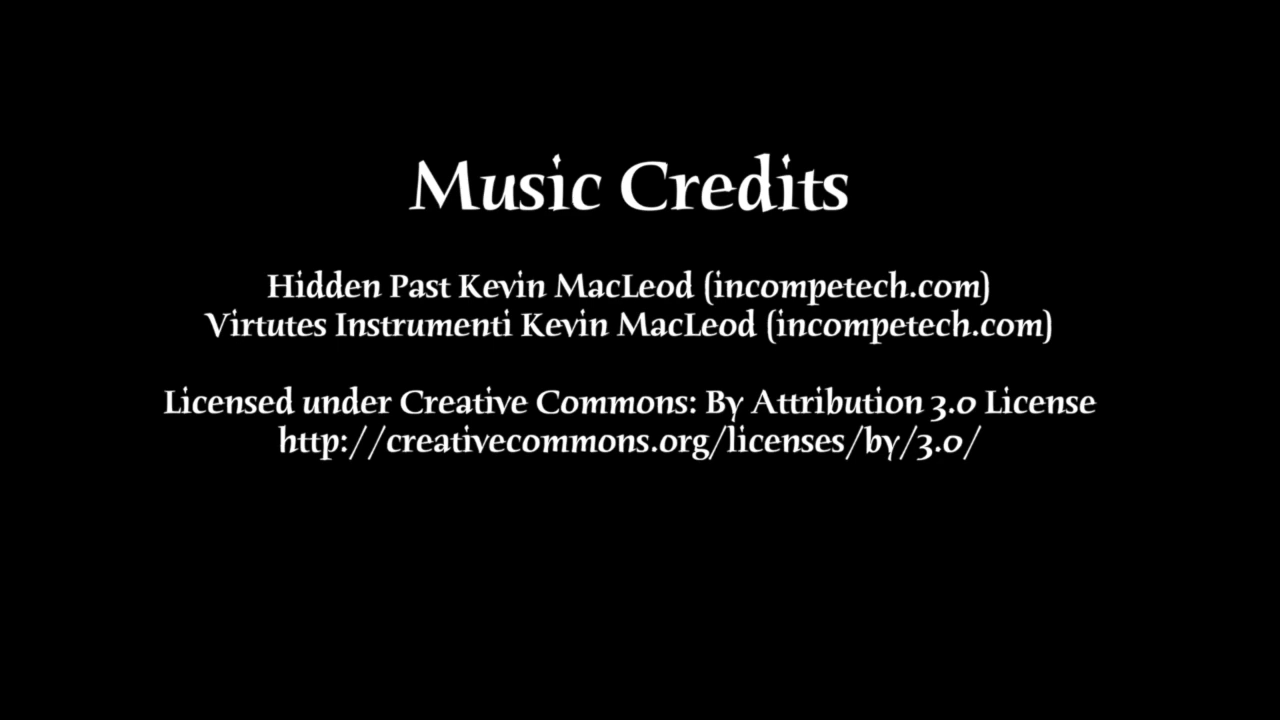 Music Credits
Hidden Past Kevin MacLeod (incompetech.com)
Virtutes Instrumenti Kevin MacLeod (incompetech.com)
Licensed under Creative Commons: By Attribution 3.0 License
http://creativecommons.org/licenses/by/3.0/